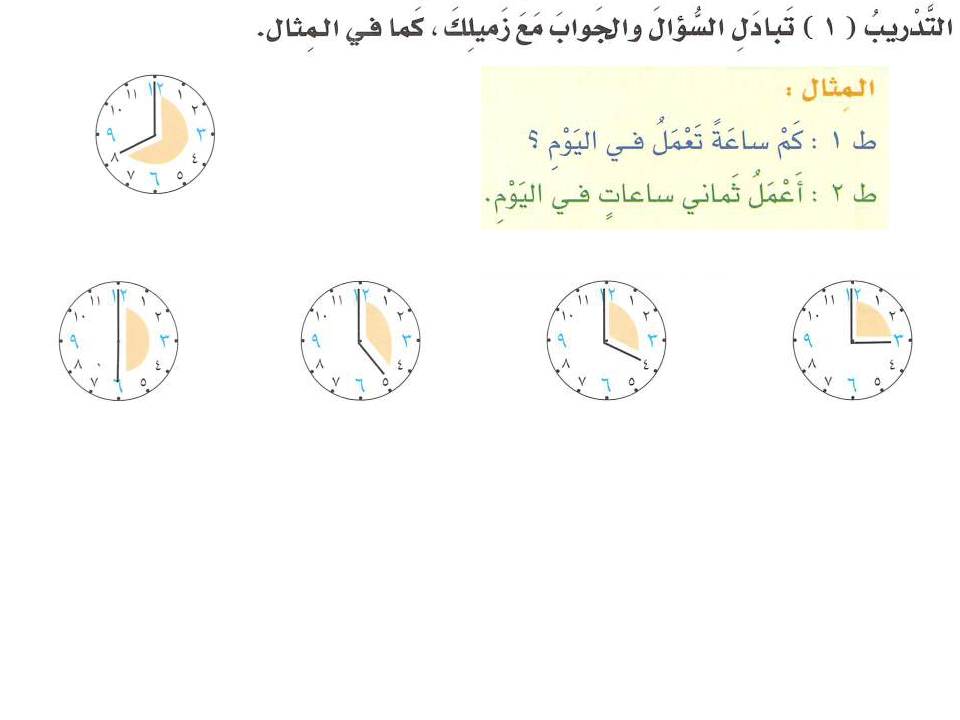 التَّدْريبُ ( ١ ) تَبادَلِ السُّؤالَ والجَوابَ مَعَ زَميلِكَ ، كَما في المِثال.
المِثال :
ط ١ : كَمْ ساعَةً تَعْمَلُ في اليَوْمِ ؟
ط ٢ : أَعْمَلُ ثَماني ساعاتٍ في اليَوْمِ.
١٢ ١ ٢ ٣ ٤ ٥ ٦ ٧ ٨ ٩ ١٠ ١١
١٢ ١ ٢ ٣ ٤ ٥ ٦ ٧ ٨ ٩ ١٠ ١١
١٢ ١ ٢ ٣ ٤ ٥ ٦ ٧ ٨ ٩ ١٠ ١١
١٢ ١ ٢ ٣ ٤ ٥ ٦ ٧ ٨ ٩ ١٠ ١١
١٢ ١ ٢ ٣ ٤ ٥ ٦ ٧ ٨ ٩ ١٠ ١١